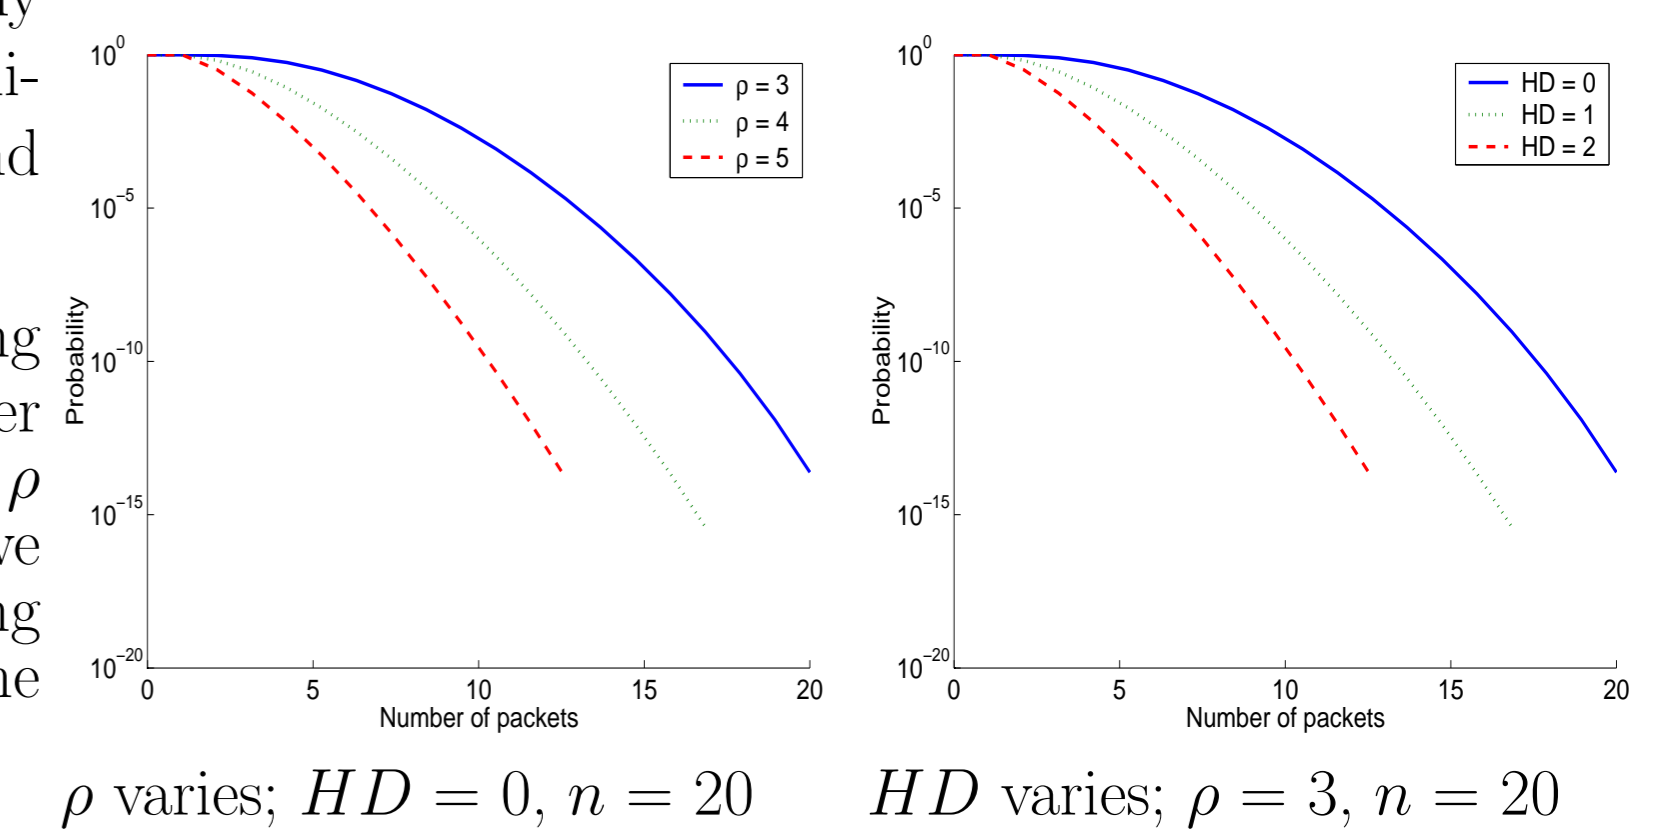 10^0
10^−5
10^−10
10^−15
10^−20
Probability
0 5 10 15 20
Number of packets
ρ = 3
ρ = 4
ρ = 5
ρ varies; HD = 0, n = 20
10^0
10^−5
10^−10
10^−15
10^−20
Probability
0 5 10 15 20
Number of packets
HD = 0
HD = 1
HD = 2
HD varies; ρ = 3, n = 20
ρ